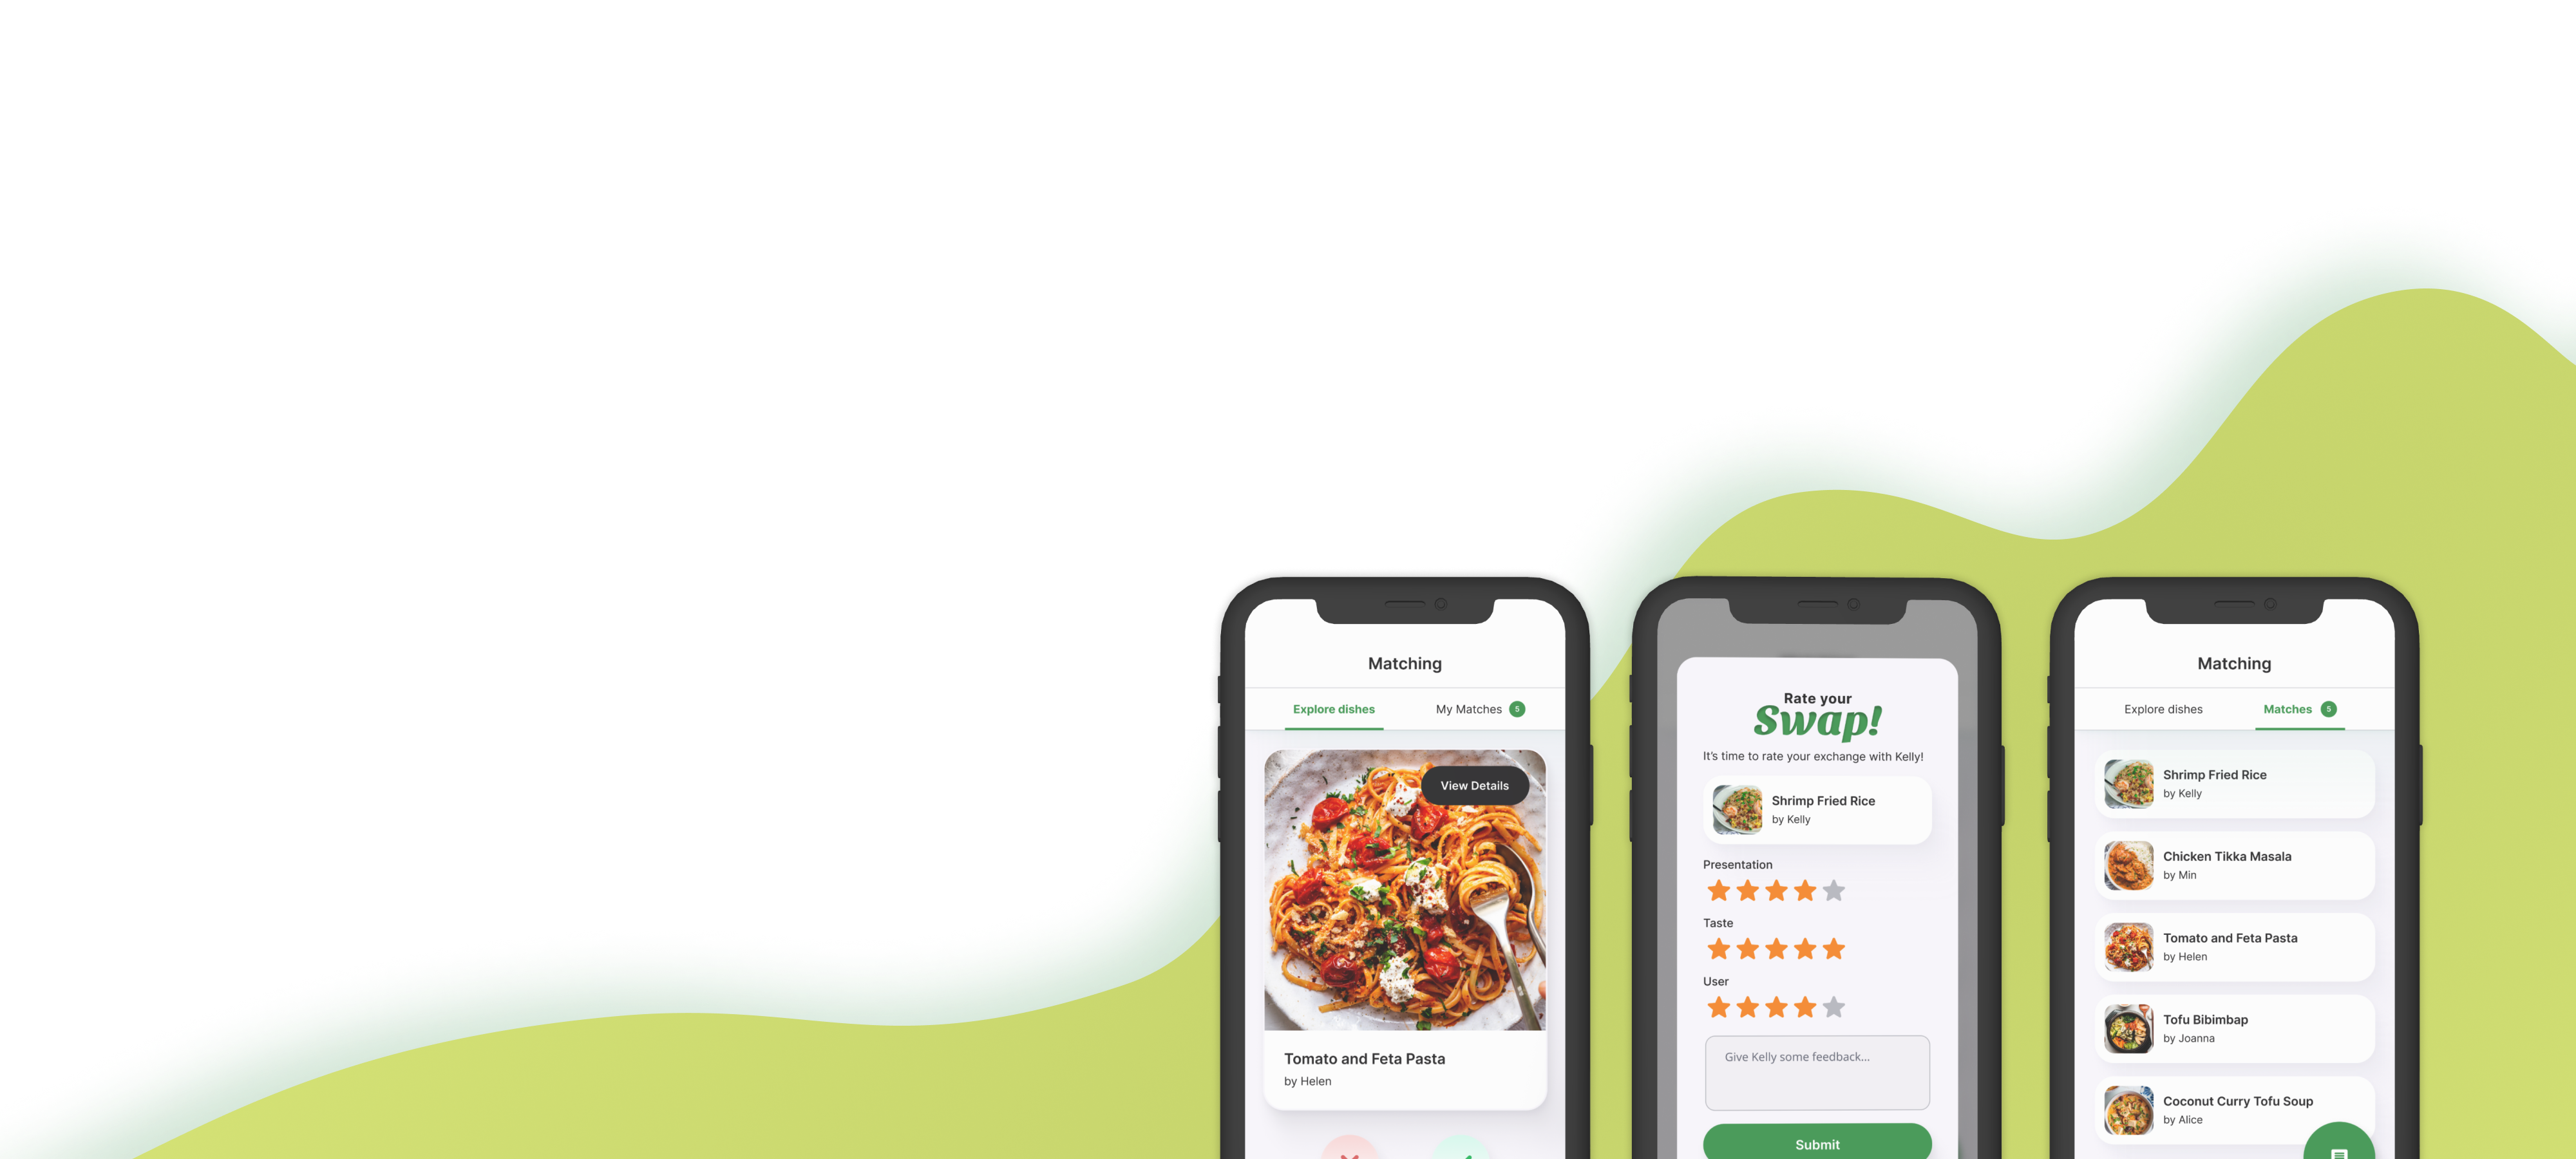 Matching
Explore dishes
My Matches 5
View Details
Tomato and Feta Pasta
by Helen
Rate your
Swap!
It's time to rate your exchange with Kelly!
Shrimp Fried Rice
by Kelly
Presentation
Taste
User
Give Kelly some feedback...
Submit
Matching
Explore dishes
Matches 5
Shrimp Fried Rice
by Kelly
Chicken Tikka Masala
by Min
Tomato and Feta Pasta
by Helen
Tofu Bibimbap
by Joanna
Coconut Curry Tofu Soup
by Alice